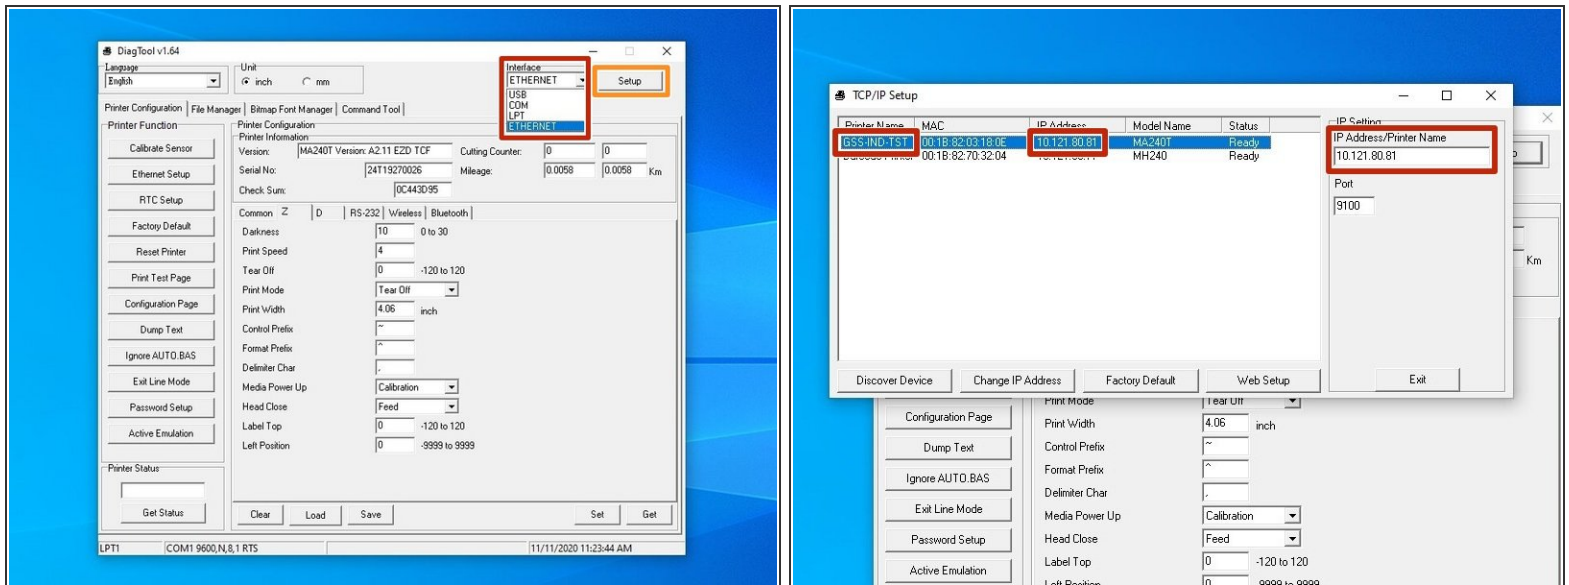 DiagTool v1.64
Language
English
Unit
inch
mm
Interface
ETHERNET
USB
COM
LPT
ETHERNET
Setup
Printer Configuration
File Manager
Bitmap Font Manager
Command Tool
Printer Function
Calibrate Sensor
Ethernet Setup
RTC Setup
Factory Default
Reset Printer
Print Test Page
Configuration Page
Dump Text
Ignore AUTO.BAS
Exit Line Mode
Password Setup
Active Emulation
Printer Status
Get Status
Printer Configuration
Printer Information
Version: MA240T Version: A2.11 EZD TCF Cutting Counter: 0 0
Serial No: 24T19270026 Mileage: 0.0058 0.0058 Km
Check Sum: 0C443D95
Common Z D RS-232 Wireless Bluetooth
Darkness 10 0 to 30
Print Speed 4
Tear Off 0 -120 to 120
Print Mode Tear Off
Print Width 4.06 inch
Control Prefix ~
Format Prefix ^
Delimiter Char ,
Media Power Up Calibration
Head Close Feed
Label Top 0 -120 to 120
Left Position 0 -9999 to 9999
Clear Load Save Set Get
LPT1 COM1 9600,N,8,1 RTS 11/11/2020 11:23:44 AM
TCP/IP Setup
Printer Name MAC IP Address Model Name Status
GSS-IND-TST 00:1B:82:03:18:0E 10.121.80.81 MA240T Ready
00:1B:82:70:32:04 MH240 Ready
IP Setting
IP Address/Printer Name
10.121.80.81
Port
9100
Discover Device Change IP Address Factory Default Web Setup Exit
Km
Print Mode Tear Off
Configuration Page
Print Width 4.06 inch
Dump Text
Control Prefix ~
Ignore AUTO.BAS
Format Prefix ^
Delimiter Char ,
Exit Line Mode
Media Power Up Calibration
Password Setup
Head Close Feed
Active Emulation
Label Top 0 -120 to 120
Left Position 0 -9999 to 9999